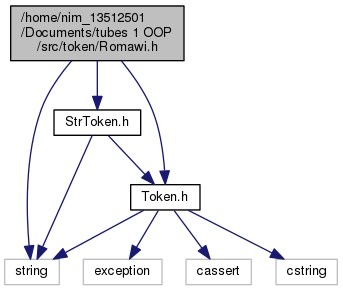 /home/nim_13512501
/Documents/tubes 1 OOP
/src/token/Romawi.h
StrToken.h
Token.h
string
exception
cassert
cstring